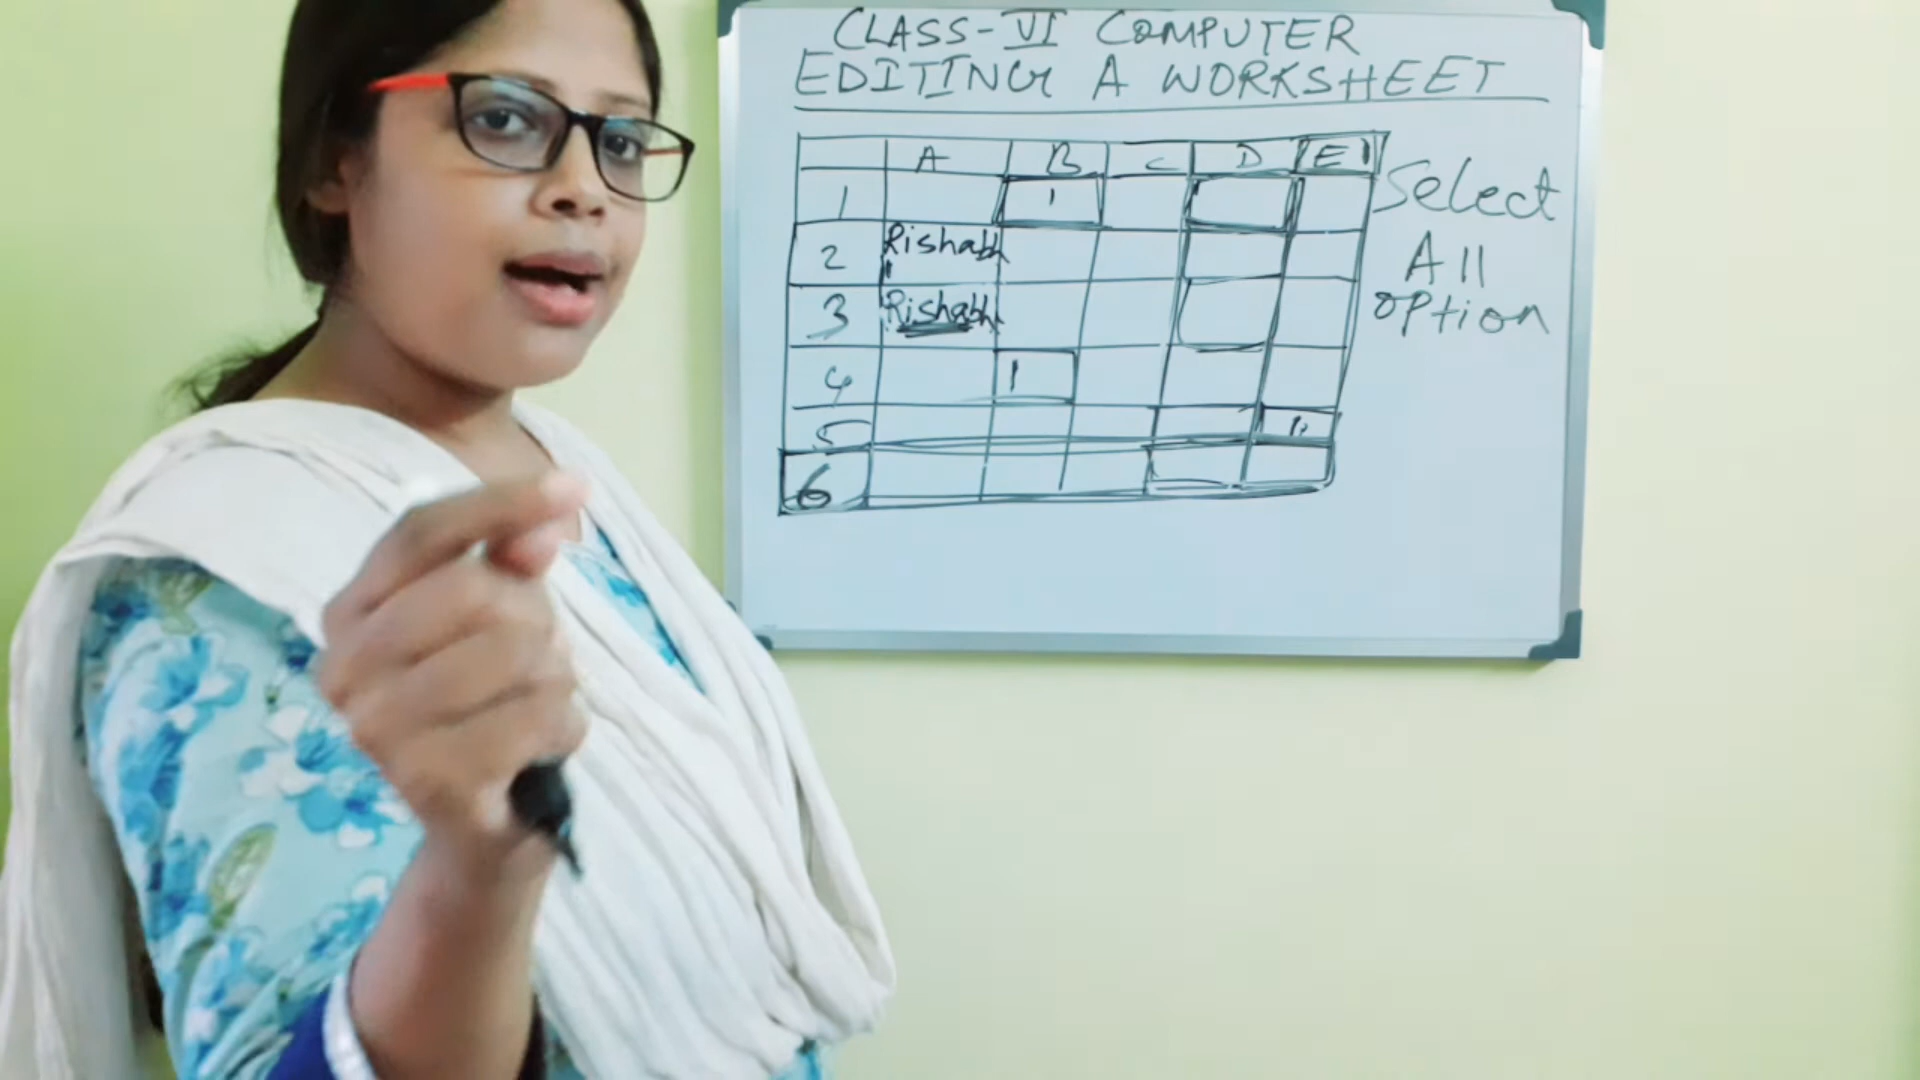 CLASS-VI COMPUTER
EDITING A WORKSHEET
A B C D E
1 1
2 Rishabh
3 Rishabh
4 1
5
6
Select
All
option